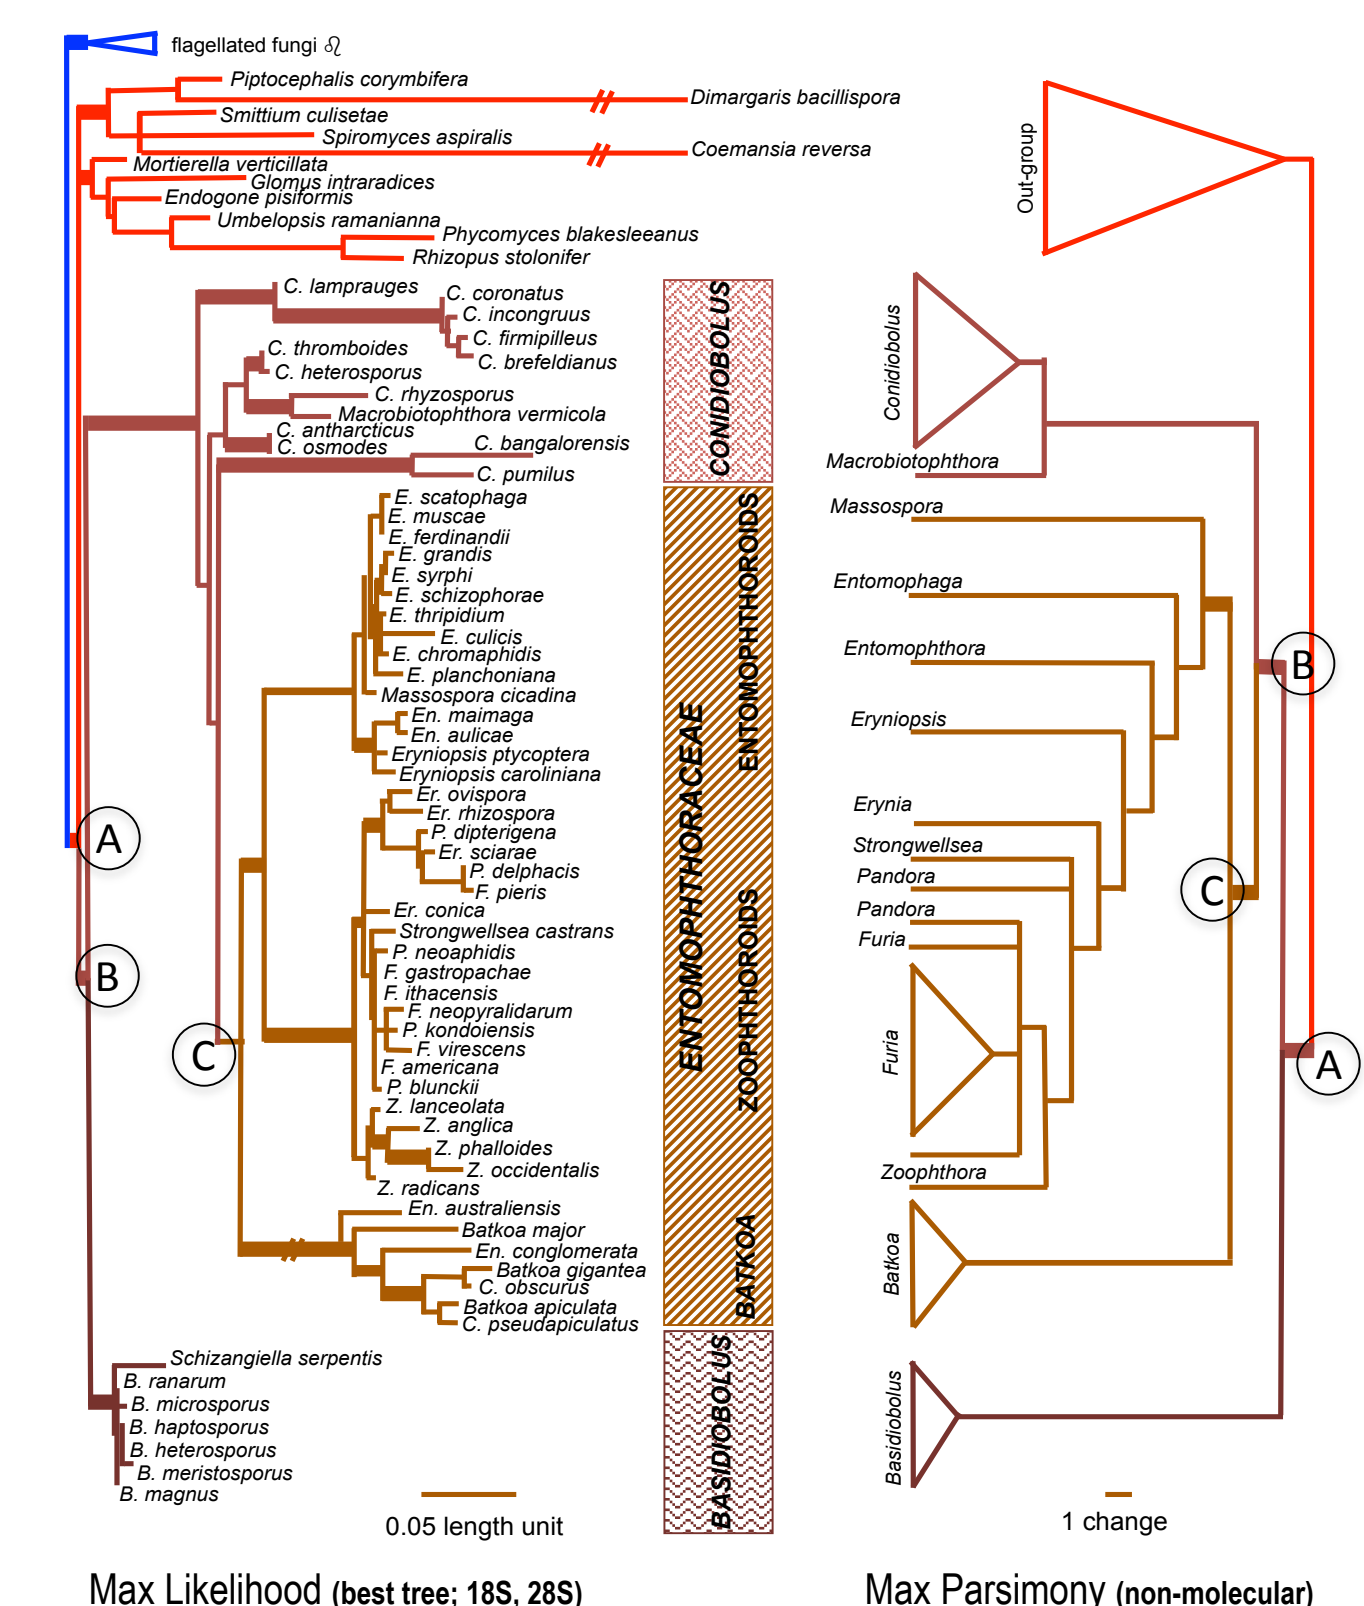 flagellated fungi ♌
Piptocephalis corymbifera
Dimargaris bacillispora
Smittium culisetae
Spiromyces aspiralis
Coemansia reversa
Mortierella verticillata
Glomus intraradices
Endogone pisiformis
Umbelopsis ramanianna
Phycomyces blakesleeanus
Rhizopus stolonifer
C. lamprauges
C. coronatus
C. incongruus
C. firmipilleus
C. brefeldianus
C. thromboides
C. heterosporus
C. rhyzosporus
Macrobiotophthora vermicola
C. antharcticus
C. osmodes
C. bangalorensis
C. pumilus
E. scatophaga
E. muscae
E. ferdinandii
E. grandis
E. syrphi
E. schizophorae
E. thripidium
E. culicis
E. chromaphidis
E. planchoniana
Massospora cicadina
En. maimaga
En. aulicae
Eryniopsis ptycoptera
Eryniopsis caroliniana
Er. ovispora
Er. rhizospora
P. dipterigena
Er. sciarae
P. delphacis
F. pieris
Er. conica
Strongwellsea castrans
P. neoaphidis
F. gastropachae
F. ithacensis
F. neopyralidarum
P. kondoiensis
F. virescens
F. americana
P. blunckii
Z. lanceolata
Z. anglica
Z. phalloides
Z. occidentalis
Z. radicans
En. australiensis
Batkoa major
En. conglomerata
Batkoa gigantea
C. obscurus
Batkoa apiculata
C. pseudapiculatus
Schizangiella serpentis
B. ranarum
B. microsporus
B. haptosporus
B. heterosporus
B. meristosporus
B. magnus
A
B
C
0.05 length unit
Max Likelihood (best tree; 18S, 28S)
CONIDIOBOLUS
ENTOMOPHTHORACEAE
ENTOMOPHTHOROIDS
ZOOPHTHOROIDS
BATKOA
BASIDIOBOLUS
Out-group
Conidiobolus
Macrobiotophthora
Massospora
Entomophaga
Entomophthora
Eryniopsis
Erynia
Strongwellsea
Pandora
Pandora
Furia
Furia
Zoophthora
Batkoa
Basidiobolus
B
C
A
1 change
Max Parsimony (non-molecular)